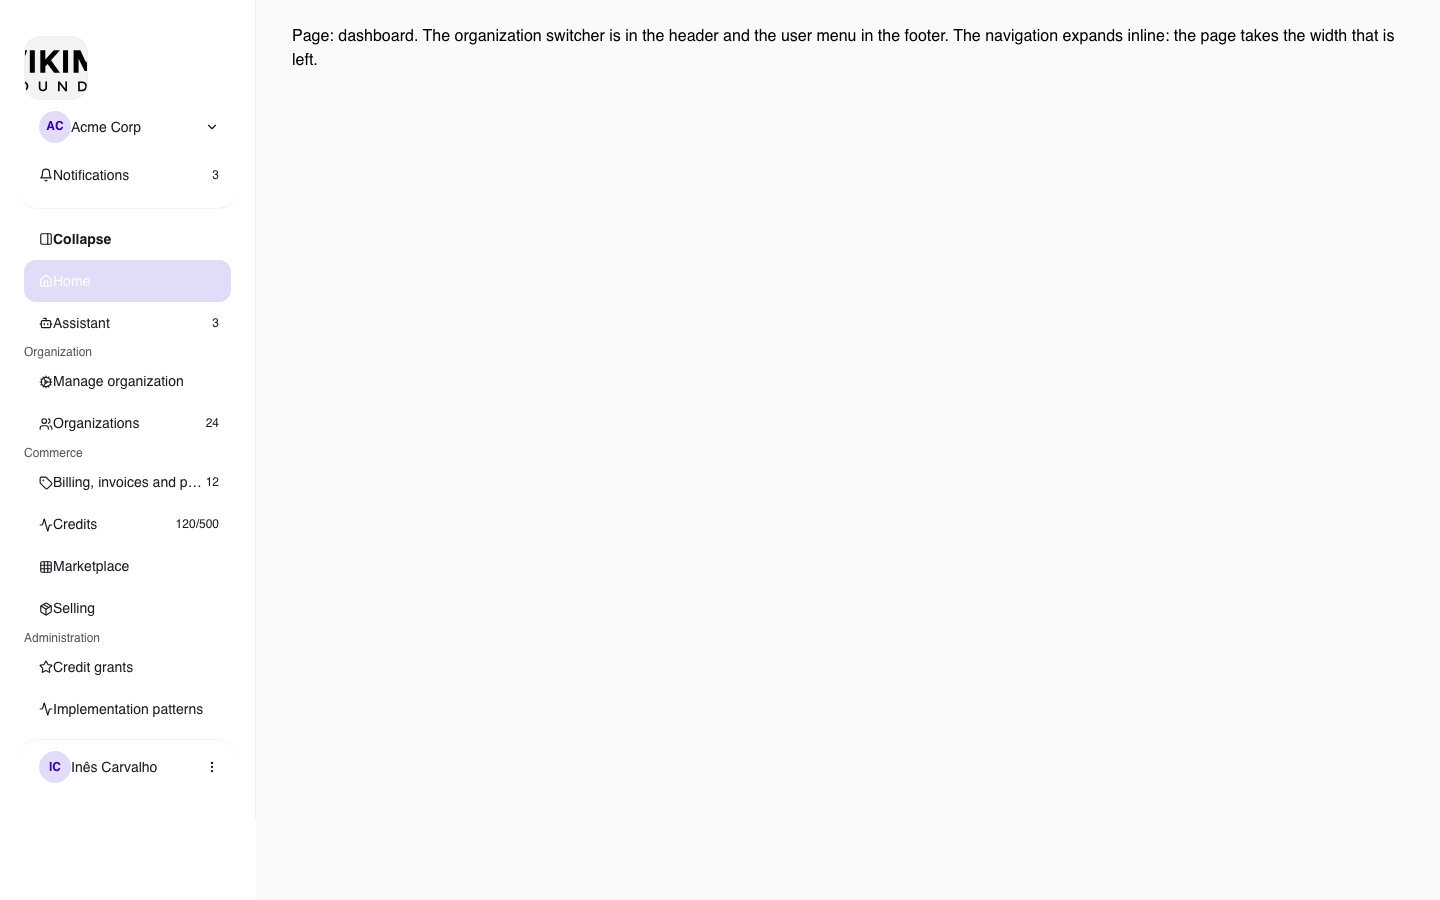 VIKIN
OUND
Page: dashboard. The organization switcher is in the header and the user menu in the footer. The navigation expands inline: the page takes the width that is
left.
AC Acme Corp
Notifications 3
Collapse
Home
Assistant 3
Organization
Manage organization
Organizations 24
Commerce
Billing, invoices and p… 12
Credits 120/500
Marketplace
Selling
Administration
Credit grants
Implementation patterns
IC Inês Carvalho